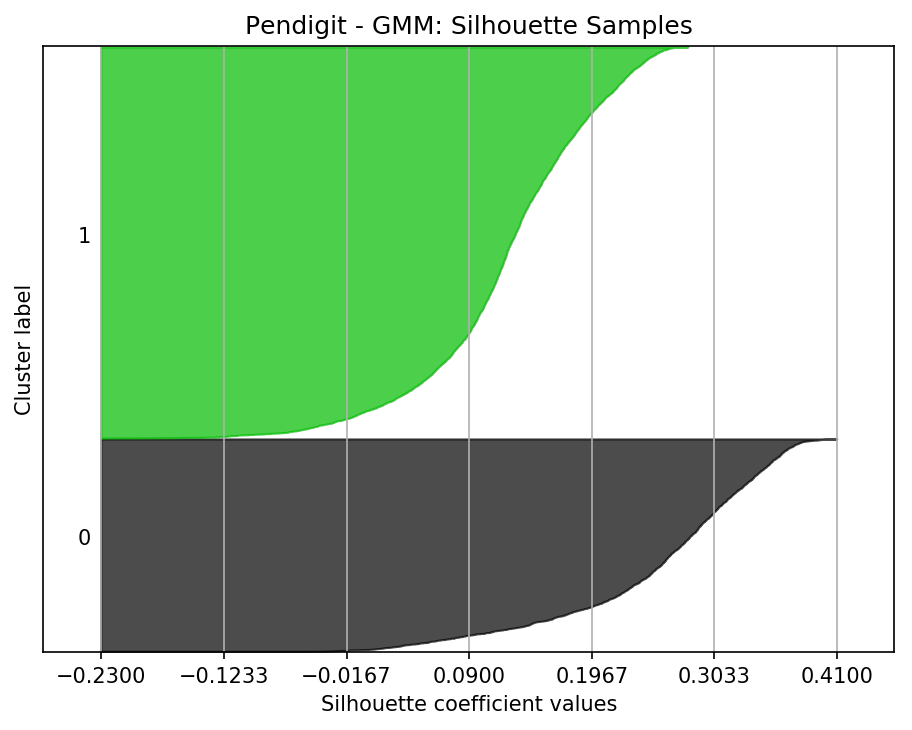 Pendigit - GMM: Silhouette Samples
Cluster label
1
0
−0.2300 −0.1233 −0.0167 0.0900 0.1967 0.3033 0.4100
Silhouette coefficient values